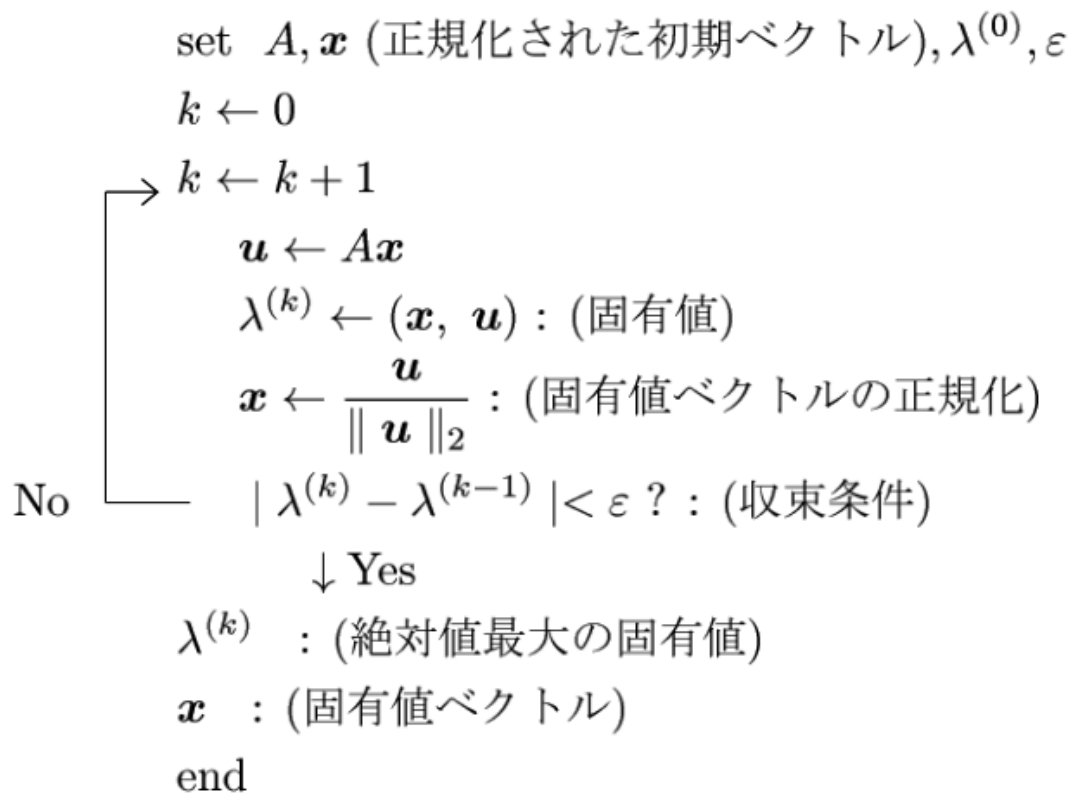 set A, x (正規化された初期ベクトル), λ^(0), ε
k ← 0
k ← k + 1
u ← Ax
λ^(k) ← (x, u) : (固有値)
x ← u / ‖ u ‖₂ : (固有値ベクトルの正規化)
No | λ^(k) − λ^(k−1) |< ε ? : (収束条件)
↓ Yes
λ^(k) : (絶対値最大の固有値)
x : (固有値ベクトル)
end